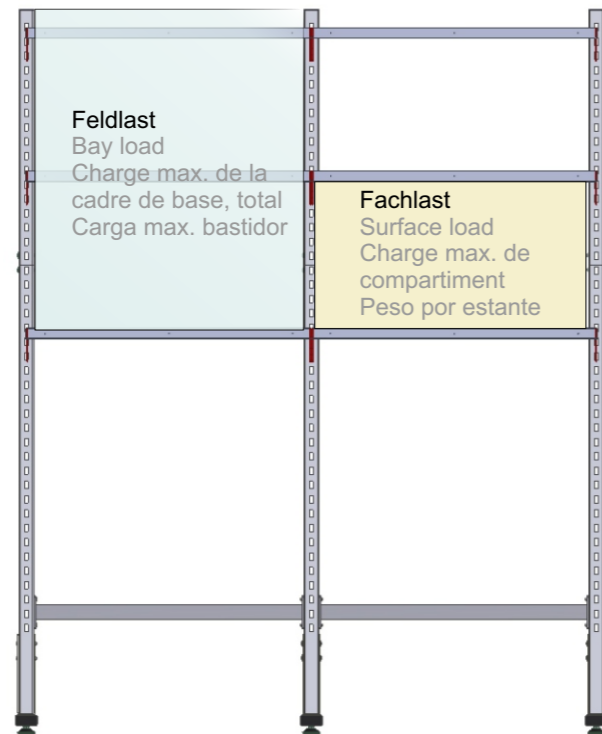 Feldlast
Bay load
Charge max. de la
cadre de base, total
Carga max. bastidor
Fachlast
Surface load
Charge max. de
compartiment
Peso por estante